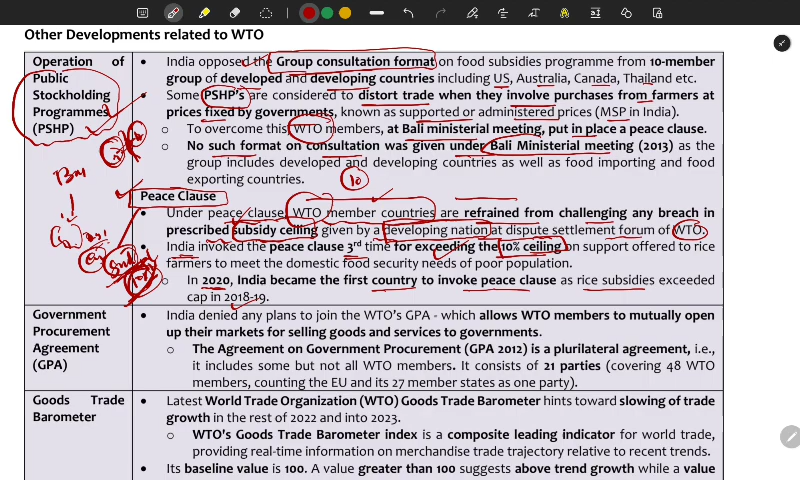 Other Developments related to WTO
Operation of Public Stockholding Programmes (PSHP)
• India opposed the Group consultation format on food subsidies programme from 10-member
group of developed and developing countries including US, Australia, Canada, Thailand etc.
• Some PSHP's are considered to distort trade when they involve purchases from farmers at
prices fixed by governments, known as supported or administered prices (MSP in India).
o To overcome this, WTO members, at Bali ministerial meeting, put in place a peace clause.
o No such format on consultation was given under Bali Ministerial meeting (2013) as the
group includes developed and developing countries as well as food importing and food
exporting countries.
10
Peace Clause
• Under peace clause, WTO member countries are refrained from challenging any breach in
prescribed subsidy ceiling given by a developing nation at dispute settlement forum of WTO.
• India invoked the peace clause 3rd time for exceeding the 10% ceiling on support offered to rice
farmers to meet the domestic food security needs of poor population.
o In 2020, India became the first country to invoke peace clause as rice subsidies exceeded
cap in 2018-19.
Government Procurement Agreement (GPA)
• India denied any plans to join the WTO's GPA - which allows WTO members to mutually open
up their markets for selling goods and services to governments.
o The Agreement on Government Procurement (GPA 2012) is a plurilateral agreement, i.e.,
it includes some but not all WTO members. It consists of 21 parties (covering 48 WTO
members, counting the EU and its 27 member states as one party).
Goods Trade Barometer
• Latest World Trade Organization (WTO) Goods Trade Barometer hints toward slowing of trade
growth in the rest of 2022 and into 2023.
o WTO's Goods Trade Barometer index is a composite leading indicator for world trade,
providing real-time information on merchandise trade trajectory relative to recent trends.
• Its baseline value is 100. A value greater than 100 suggests above trend growth while a value